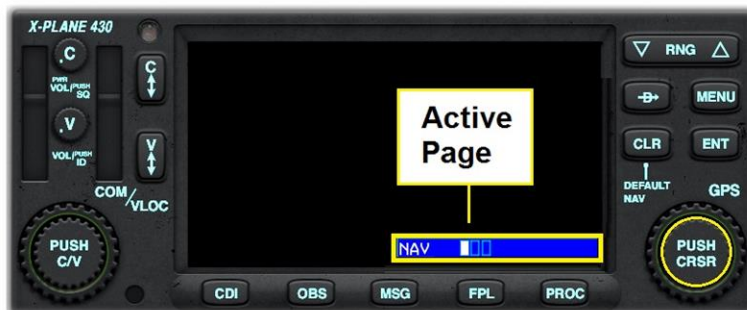 X-PLANE 430
.C
PWR
VOL/PUSH
SQ
C
.V
VOL/PUSH
ID
V
COM/VLOC
PUSH
C/V
Active
Page
NAV
CDI
OBS
MSG
FPL
PROC
RNG
D
MENU
CLR
ENT
DEFAULT
NAV
GPS
PUSH
CRSR